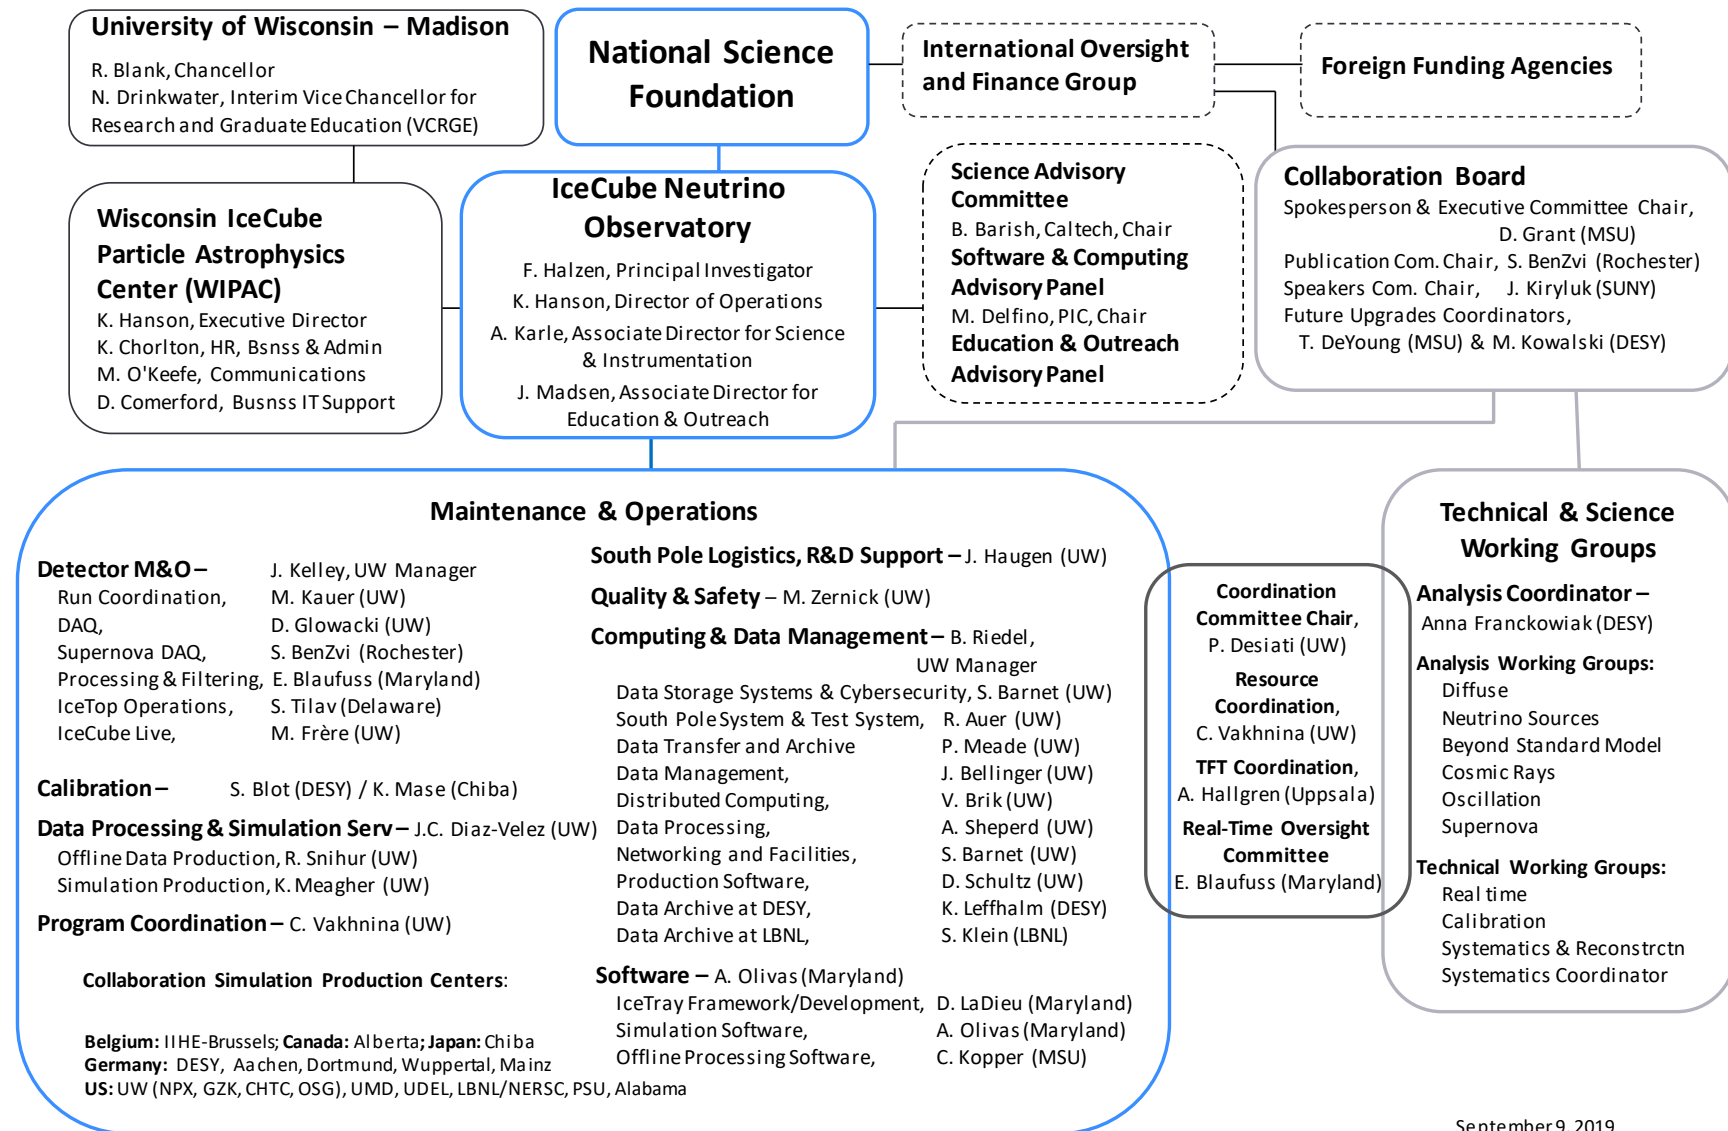 University of Wisconsin – Madison
R. Blank, Chancellor
N. Drinkwater, Interim Vice Chancellor for
Research and Graduate Education (VCRGE)
National Science
Foundation
International Oversight
and Finance Group
Foreign Funding Agencies
Wisconsin IceCube
Particle Astrophysics
Center (WIPAC)
K. Hanson, Executive Director
K. Chorlton, HR, Bsnss & Admin
M. O'Keefe, Communications
D. Comerford, Busnss IT Support
IceCube Neutrino
Observatory
F. Halzen, Principal Investigator
K. Hanson, Director of Operations
A. Karle, Associate Director for Science
& Instrumentation
J. Madsen, Associate Director for
Education & Outreach
Science Advisory
Committee
B. Barish, Caltech, Chair
Software & Computing
Advisory Panel
M. Delfino, PIC, Chair
Education & Outreach
Advisory Panel
Collaboration Board
Spokesperson & Executive Committee Chair,
D. Grant (MSU)
Publication Com. Chair, S. BenZvi (Rochester)
Speakers Com. Chair, J. Kiryluk (SUNY)
Future Upgrades Coordinators,
T. DeYoung (MSU) & M. Kowalski (DESY)
Maintenance & Operations
Detector M&O – J. Kelley, UW Manager
Run Coordination, M. Kauer (UW)
DAQ, D. Glowacki (UW)
Supernova DAQ, S. BenZvi (Rochester)
Processing & Filtering, E. Blaufuss (Maryland)
IceTop Operations, S. Tilav (Delaware)
IceCube Live, M. Frère (UW)
Calibration – S. Blot (DESY) / K. Mase (Chiba)
Data Processing & Simulation Serv – J.C. Diaz-Velez (UW)
Offline Data Production, R. Snihur (UW)
Simulation Production, K. Meagher (UW)
Program Coordination – C. Vakhnina (UW)
Collaboration Simulation Production Centers:
Belgium: IIHE-Brussels; Canada: Alberta; Japan: Chiba
Germany: DESY, Aachen, Dortmund, Wuppertal, Mainz
US: UW (NPX, GZK, CHTC, OSG), UMD, UDEL, LBNL/NERSC, PSU, Alabama
South Pole Logistics, R&D Support – J. Haugen (UW)
Quality & Safety – M. Zernick (UW)
Computing & Data Management – B. Riedel,
UW Manager
Data Storage Systems & Cybersecurity, S. Barnet (UW)
South Pole System & Test System, R. Auer (UW)
Data Transfer and Archive P. Meade (UW)
Data Management, J. Bellinger (UW)
Distributed Computing, V. Brik (UW)
Data Processing, A. Sheperd (UW)
Networking and Facilities, S. Barnet (UW)
Production Software, D. Schultz (UW)
Data Archive at DESY, K. Leffhalm (DESY)
Data Archive at LBNL, S. Klein (LBNL)
Software – A. Olivas (Maryland)
IceTray Framework/Development, D. LaDieu (Maryland)
Simulation Software, A. Olivas (Maryland)
Offline Processing Software, C. Kopper (MSU)
Coordination
Committee Chair,
P. Desiati (UW)
Resource
Coordination,
C. Vakhnina (UW)
TFT Coordination,
A. Hallgren (Uppsala)
Real-Time Oversight
Committee
E. Blaufuss (Maryland)
Technical & Science
Working Groups
Analysis Coordinator –
Anna Franckowiak (DESY)
Analysis Working Groups:
Diffuse
Neutrino Sources
Beyond Standard Model
Cosmic Rays
Oscillation
Supernova
Technical Working Groups:
Real time
Calibration
Systematics & Reconstrctn
Systematics Coordinator
September 9, 2019